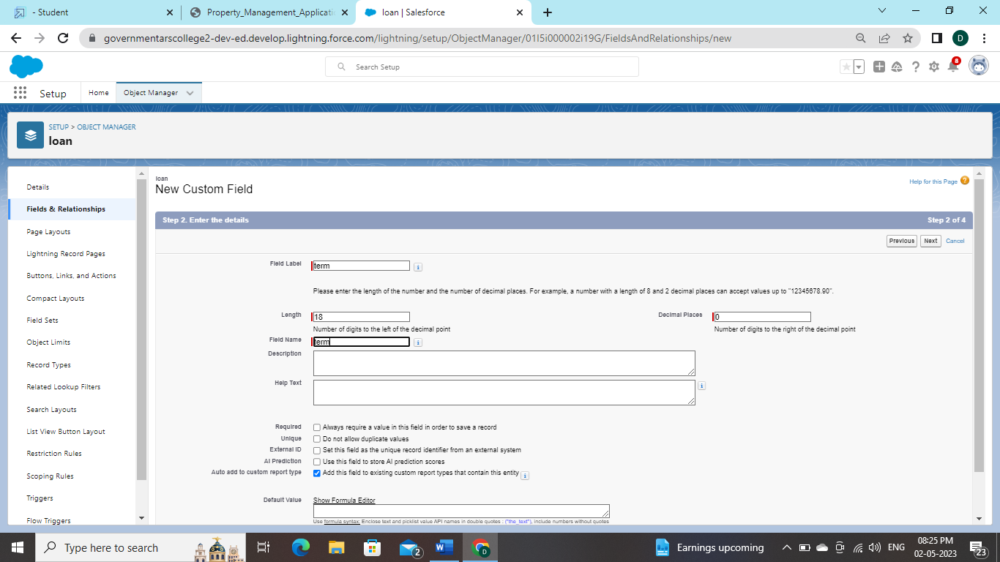 - Student
Property_Management_Applicati
loan | Salesforce
governmentarscollege2-dev-ed.develop.lightning.force.com/lightning/setup/ObjectManager/01I5i000002i19G/FieldsAndRelationships/new
D
Search Setup
8
Setup
Home
Object Manager
SETUP > OBJECT MANAGER
loan
Details
Fields & Relationships
Page Layouts
Lightning Record Pages
Buttons, Links, and Actions
Compact Layouts
Field Sets
Object Limits
Record Types
Related Lookup Filters
Search Layouts
List View Button Layout
Restriction Rules
Scoping Rules
Triggers
Flow Triggers
loan
New Custom Field
Help for this Page
Step 2. Enter the details
Step 2 of 4
Previous
Next
Cancel
Field Label
term
Please enter the length of the number and the number of decimal places. For example, a number with a length of 8 and 2 decimal places can accept values up to "12345678.90".
Length
18
Decimal Places
0
Number of digits to the left of the decimal point
Number of digits to the right of the decimal point
Field Name
term
Description
Help Text
Required
Always require a value in this field in order to save a record
Unique
Do not allow duplicate values
External ID
Set this field as the unique record identifier from an external system
AI Prediction
Use this field to store AI prediction scores
Auto add to custom report type
Add this field to existing custom report types that contain this entity
Default Value
Show Formula Editor
Use formula syntax: Enclose text and picklist value API names in double quotes : ("the_text"), include numbers without quotes
Type here to search
2
D
Earnings upcoming
ENG
08:25 PM
02-05-2023
23